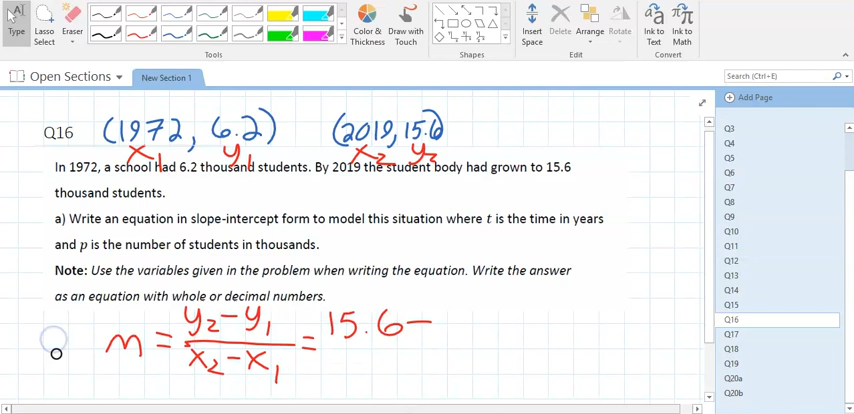 Type
Lasso Select
Eraser
Color & Thickness
Draw with Touch
Insert Space
Delete
Arrange
Rotate
Ink to Text
Ink to Math
Tools
Shapes
Edit
Convert
Open Sections
New Section 1
Search (Ctrl+E)
Add Page
Q16 (1972, 6.2) (2019, 15.6)
x1 y1 x2 y2
In 1972, a school had 6.2 thousand students. By 2019 the student body had grown to 15.6
thousand students.
a) Write an equation in slope-intercept form to model this situation where t is the time in years
and p is the number of students in thousands.
Note: Use the variables given in the problem when writing the equation. Write the answer
as an equation with whole or decimal numbers.
m = y2 − y1 / x2 − x1 = 15.6 −
Q3
Q4
Q5
Q6
Q7
Q8
Q9
Q10
Q11
Q12
Q13
Q14
Q15
Q16
Q17
Q18
Q19
Q20a
Q20b